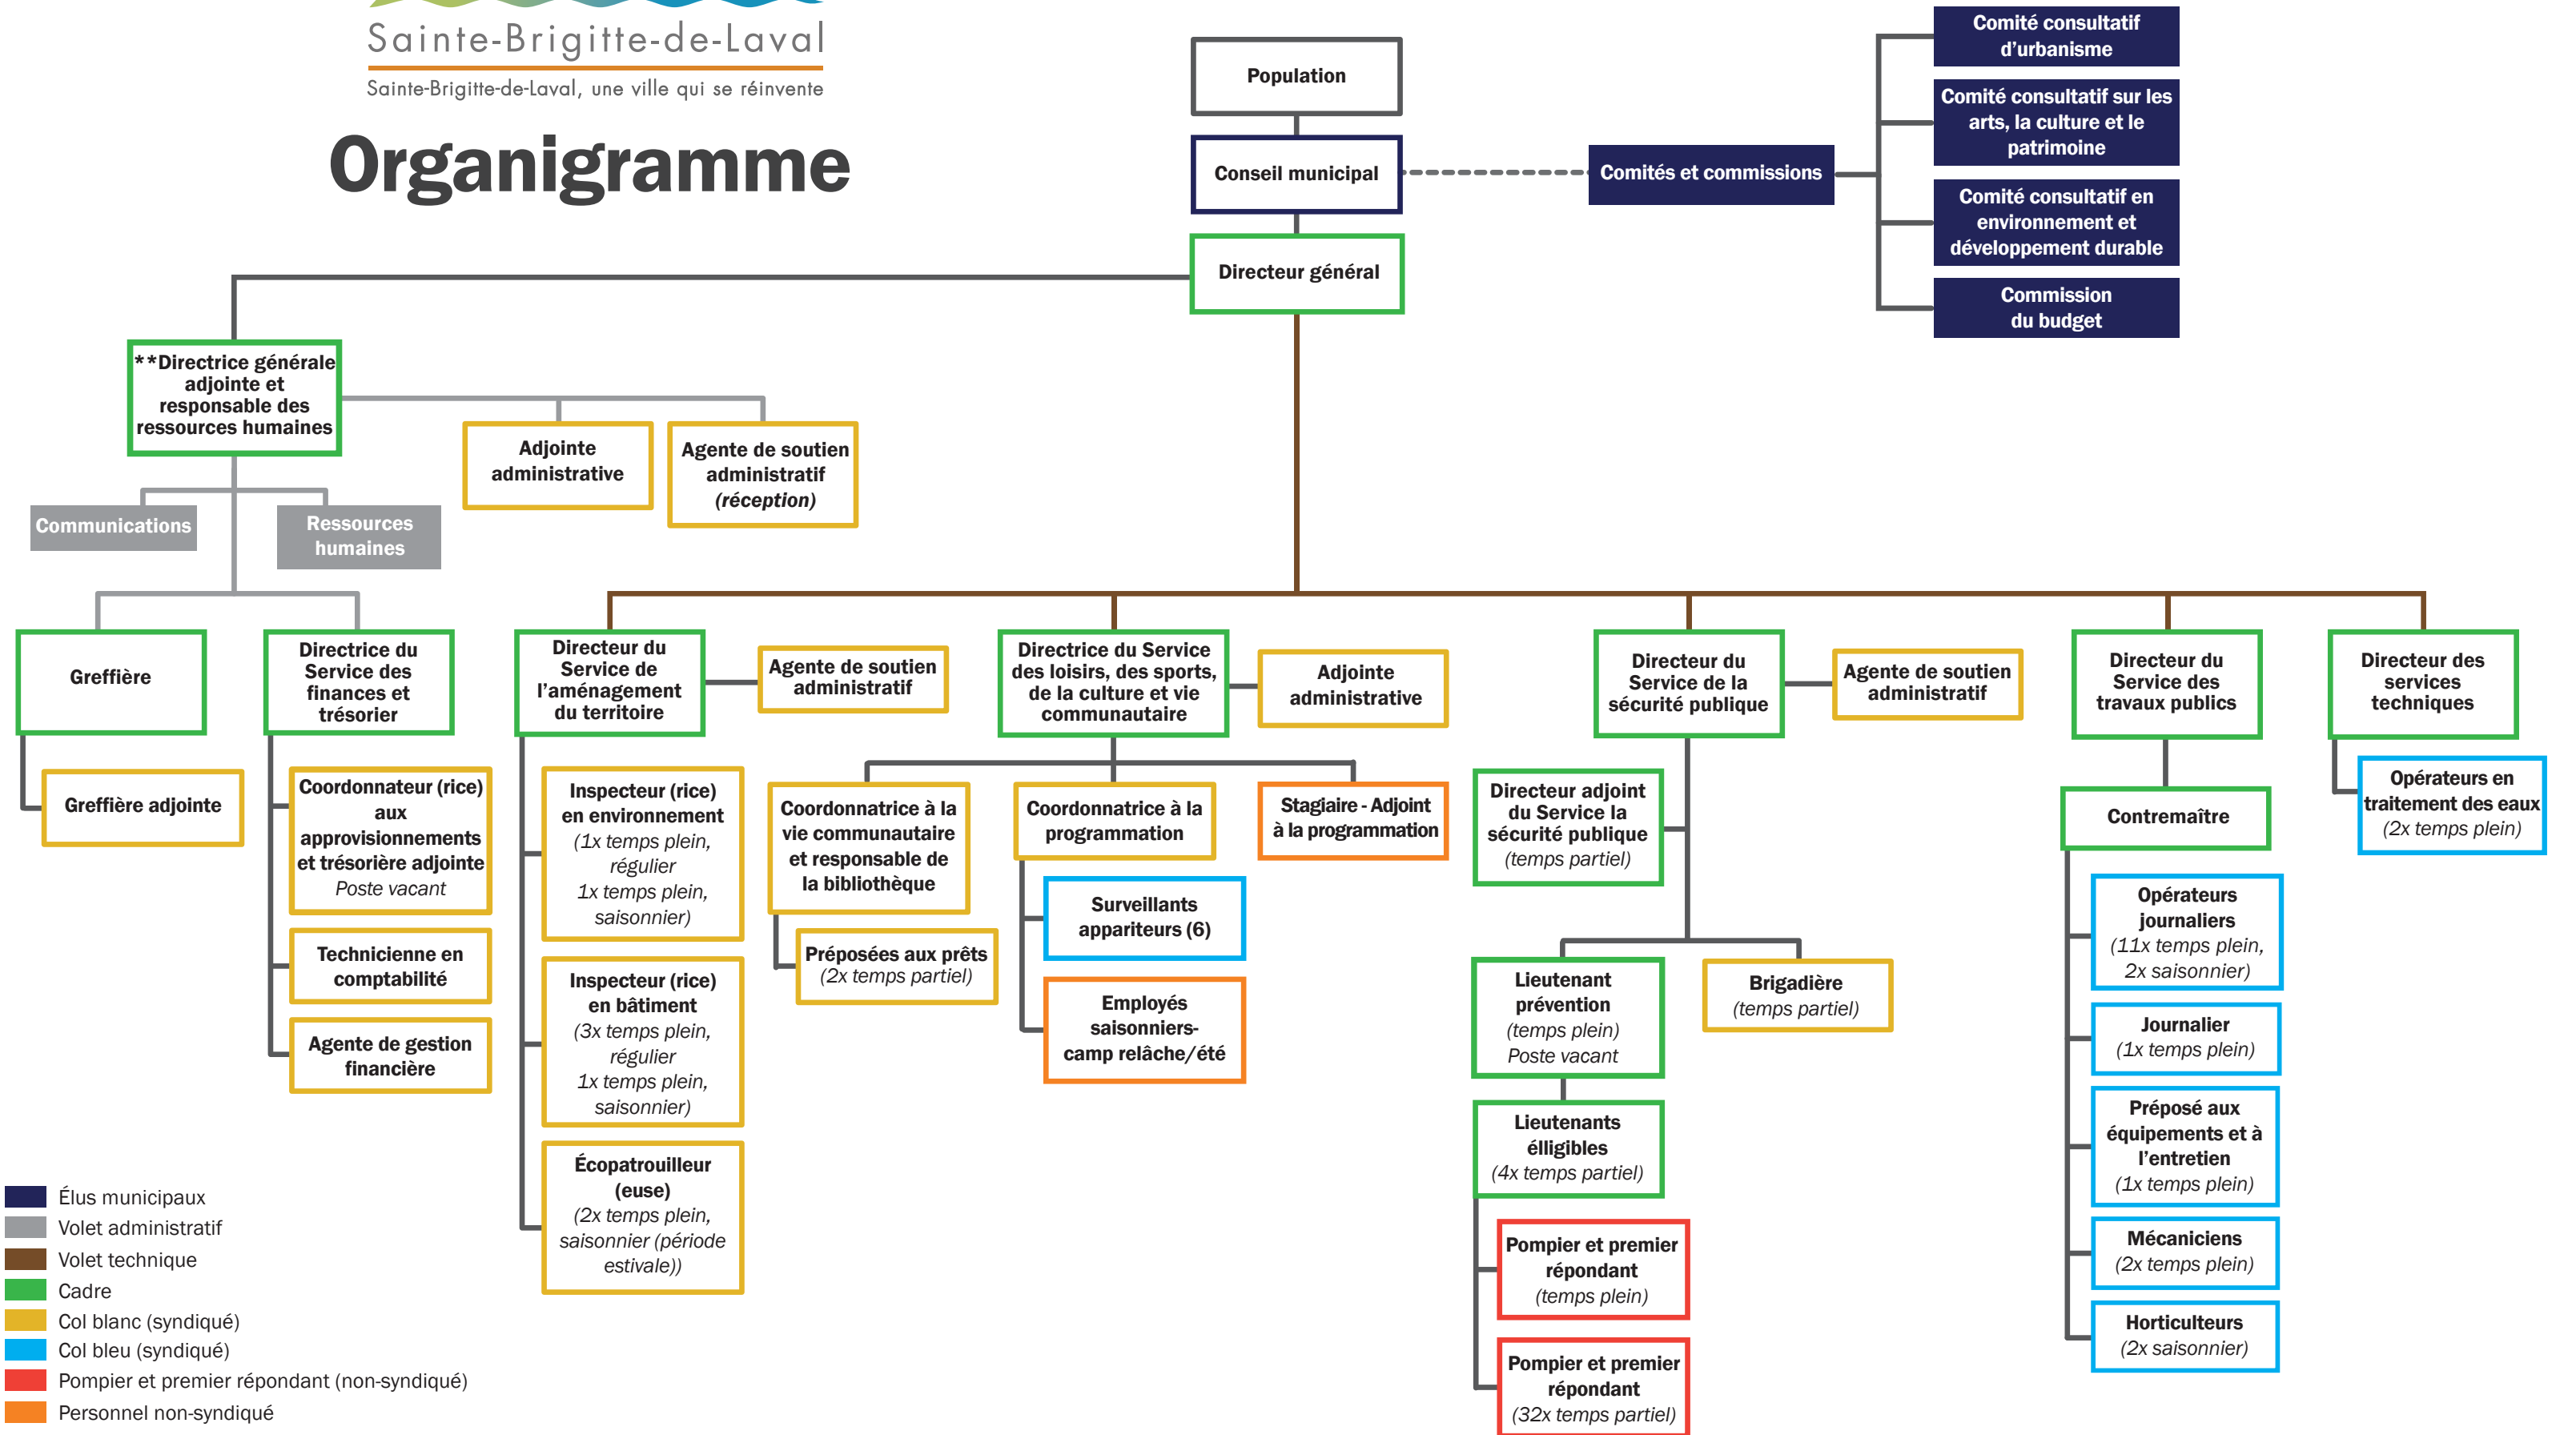 Sainte-Brigitte-de-Laval
Sainte-Brigitte-de-Laval, une ville qui se réinvente
Organigramme
Population
Conseil municipal
Directeur général
Comités et commissions
Comité consultatif
d'urbanisme
Comité consultatif sur les
arts, la culture et le
patrimoine
Comité consultatif en
environnement et
développement durable
Commission
du budget
**Directrice générale
adjointe et
responsable des
ressources humaines
Adjointe
administrative
Agente de soutien
administratif
(réception)
Communications
Ressources
humaines
Greffière
Greffière adjointe
Directrice du
Service des
finances et
trésorier
Coordonnateur (rice)
aux
approvisionnements
et trésorière adjointe
Poste vacant
Technicienne en
comptabilité
Agente de gestion
financière
Directeur du
Service de
l'aménagement
du territoire
Agente de soutien
administratif
Inspecteur (rice)
en environnement
(1x temps plein,
régulier
1x temps plein,
saisonnier)
Inspecteur (rice)
en bâtiment
(3x temps plein,
régulier
1x temps plein,
saisonnier)
Écopatrouilleur
(euse)
(2x temps plein,
saisonnier (période
estivale))
Directrice du Service
des loisirs, des sports,
de la culture et vie
communautaire
Adjointe
administrative
Coordonnatrice à la
vie communautaire
et responsable de
la bibliothèque
Préposées aux prêts
(2x temps partiel)
Coordonnatrice à la
programmation
Surveillants
appariteurs (6)
Employés
saisonniers-
camp relâche/été
Stagiaire - Adjoint
à la programmation
Directeur du
Service de la
sécurité publique
Agente de soutien
administratif
Directeur adjoint
du Service la
sécurité publique
(temps partiel)
Lieutenant
prévention
(temps plein)
Poste vacant
Brigadière
(temps partiel)
Lieutenants
élligibles
(4x temps partiel)
Pompier et premier
répondant
(temps plein)
Pompier et premier
répondant
(32x temps partiel)
Directeur du
Service des
travaux publics
Contremaître
Opérateurs
journaliers
(11x temps plein,
2x saisonnier)
Journalier
(1x temps plein)
Préposé aux
équipements et à
l'entretien
(1x temps plein)
Mécaniciens
(2x temps plein)
Horticulteurs
(2x saisonnier)
Directeur des
services
techniques
Opérateurs en
traitement des eaux
(2x temps plein)
Élus municipaux
Volet administratif
Volet technique
Cadre
Col blanc (syndiqué)
Col bleu (syndiqué)
Pompier et premier répondant (non-syndiqué)
Personnel non-syndiqué